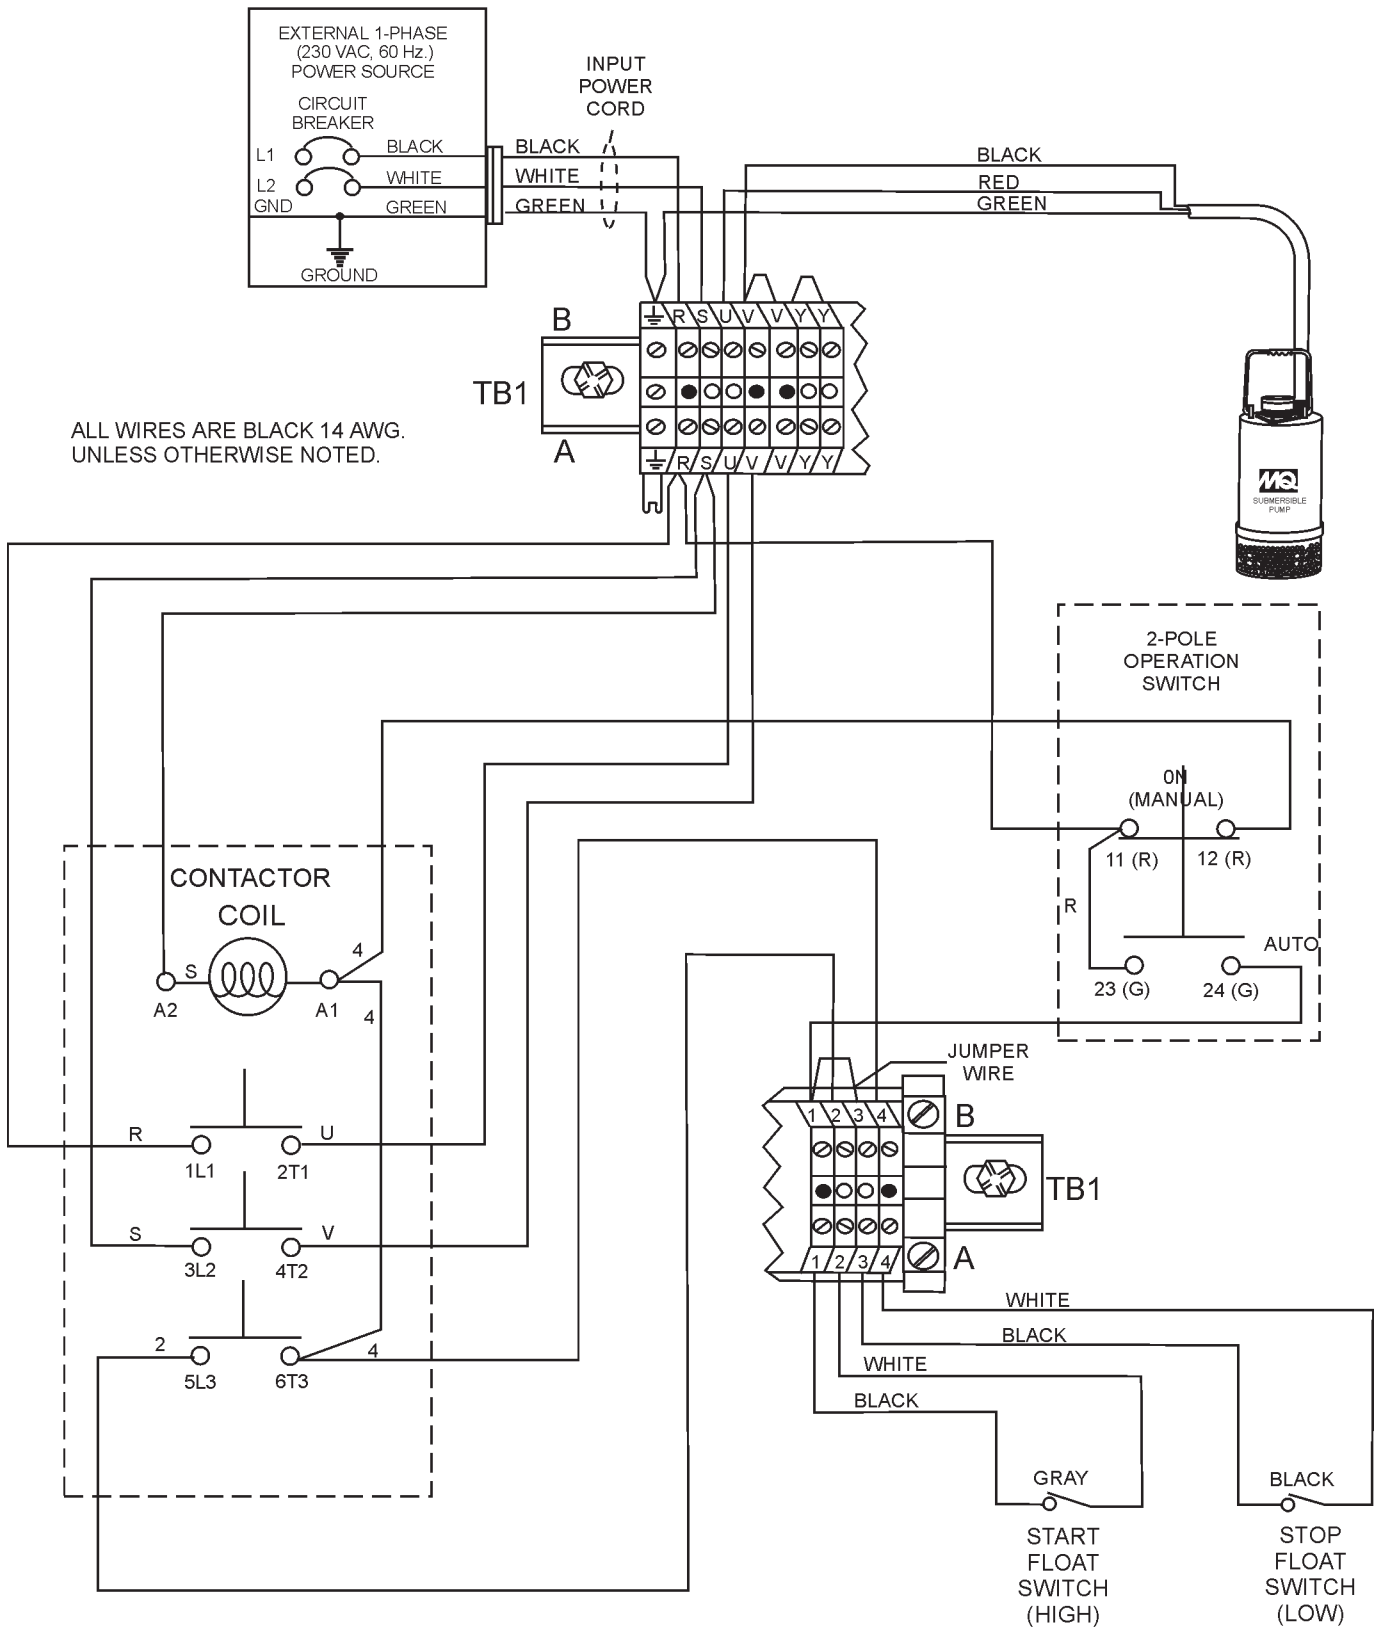 EXTERNAL 1-PHASE
(230 VAC, 60 Hz.)
POWER SOURCE
CIRCUIT
BREAKER
L1
BLACK
L2
WHITE
GND
GREEN
GROUND
INPUT
POWER
CORD
BLACK
WHITE
GREEN
BLACK
RED
GREEN
B
R S U V V Y Y
TB1
A
R S U V V Y Y
ALL WIRES ARE BLACK 14 AWG.
UNLESS OTHERWISE NOTED.
MQ
SUBMERSIBLE
PUMP
2-POLE
OPERATION
SWITCH
ON
(MANUAL)
11 (R)
12 (R)
R
AUTO
23 (G)
24 (G)
CONTACTOR
COIL
4
S
A2
A1
4
R
U
1L1
2T1
S
V
3L2
4T2
2
4
5L3
6T3
JUMPER
WIRE
1 2 3 4
B
TB1
1 2 3 4
A
WHITE
BLACK
WHITE
BLACK
GRAY
BLACK
START
FLOAT
SWITCH
(HIGH)
STOP
FLOAT
SWITCH
(LOW)